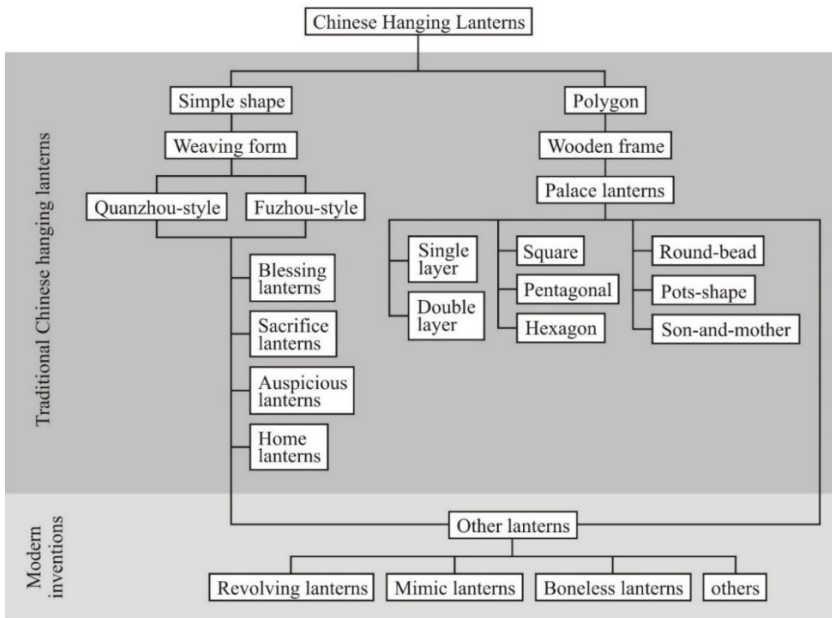 Chinese Hanging Lanterns
Traditional Chinese hanging lanterns
Simple shape
Polygon
Weaving form
Wooden frame
Palace lanterns
Quanzhou-style
Fuzhou-style
Blessing
lanterns
Sacrifice
lanterns
Auspicious
lanterns
Home
lanterns
Single
layer
Double
layer
Square
Pentagonal
Hexagon
Round-bead
Pots-shape
Son-and-mother
Modern
inventions
Other lanterns
Revolving lanterns
Mimic lanterns
Boneless lanterns
others